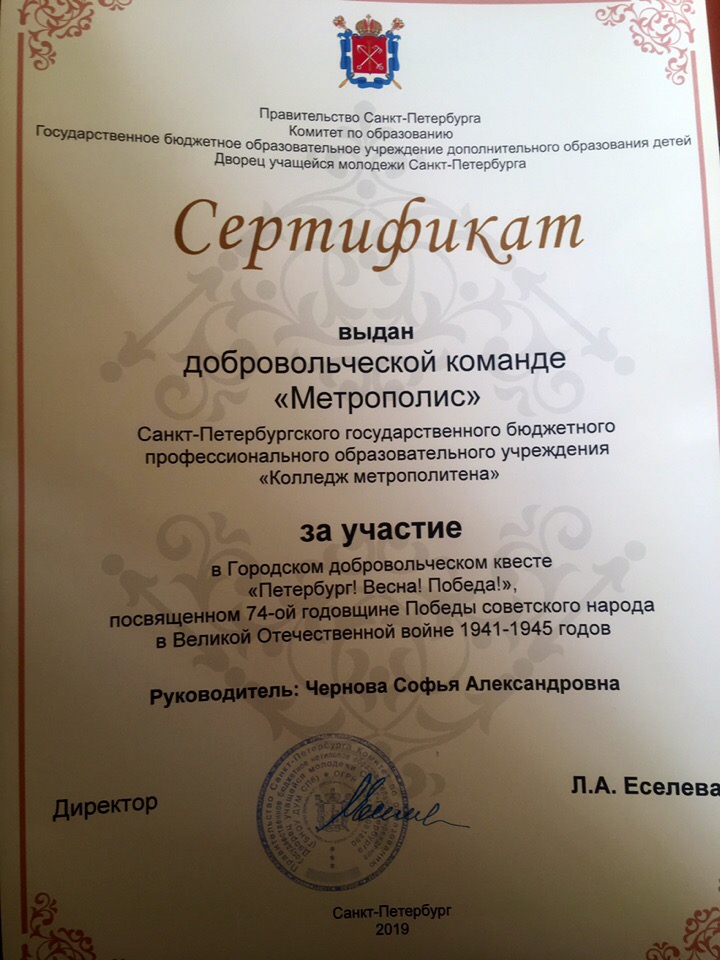 Правительство Санкт-Петербурга
Комитет по образованию
Государственное бюджетное образовательное учреждение дополнительного образования детей
Дворец учащейся молодежи Санкт-Петербурга
Сертификат
выдан
добровольческой команде
«Метрополис»
Санкт-Петербургского государственного бюджетного
профессионального образовательного учреждения
«Колледж метрополитена»
за участие
в Городском добровольческом квесте
«Петербург! Весна! Победа!»,
посвященном 74-ой годовщине Победы советского народа
в Великой Отечественной войне 1941-1945 годов
Руководитель: Чернова Софья Александровна
Директор
Л.А. Еселева
Санкт-Петербург
2019